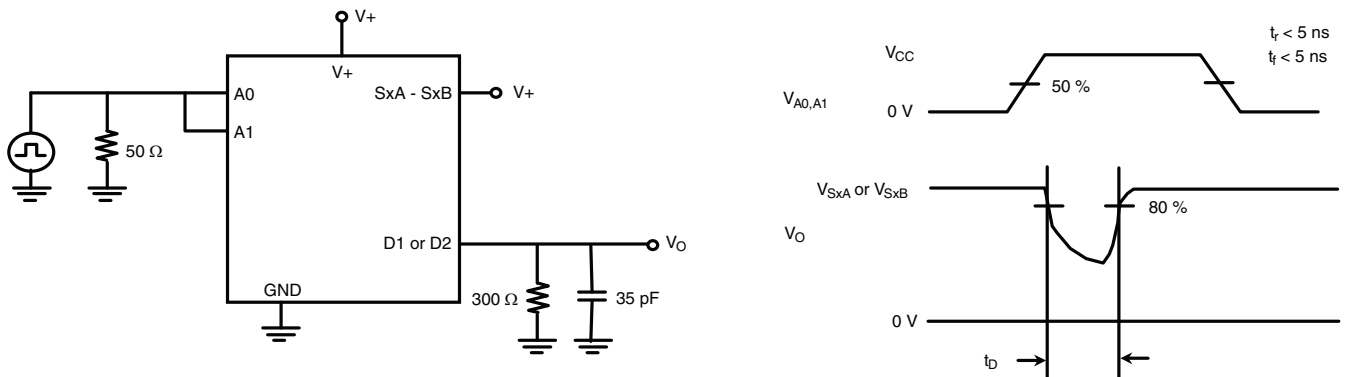 V+
V+
A0
SxA - SxB
V+
A1
50 Ω
D1 or D2
VO
GND
300 Ω
35 pF
tr < 5 ns
tf < 5 ns
VCC
50 %
VA0,A1
0 V
VSxA or VSxB
80 %
VO
0 V
tD